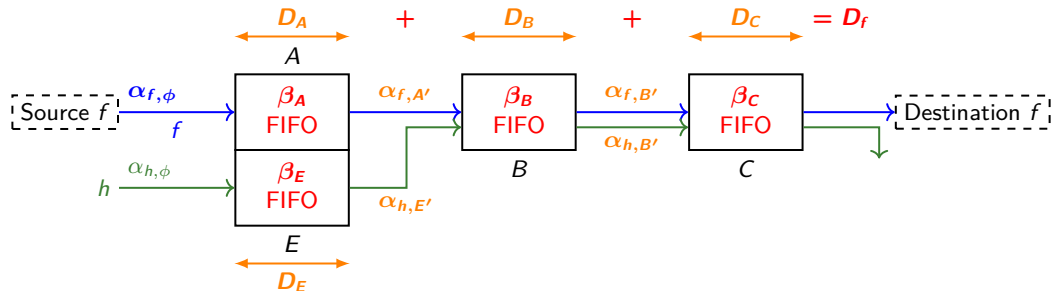 D_A + D_B + D_C = D_f
A
Source f α_{f,ϕ} β_A α_{f,A'} β_B α_{f,B'} β_C Destination f
f FIFO FIFO FIFO
α_{h,B'}
B C
h α_{h,ϕ} β_E
FIFO α_{h,E'}
E
D_E